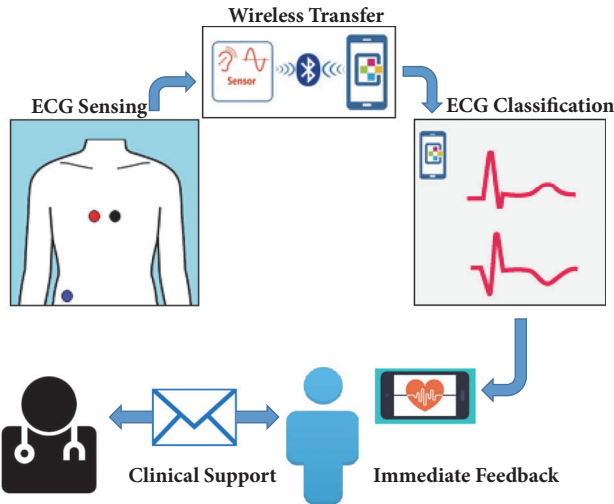 Wireless Transfer
Sensor
ECG Sensing
ECG Classification
Clinical Support
Immediate Feedback